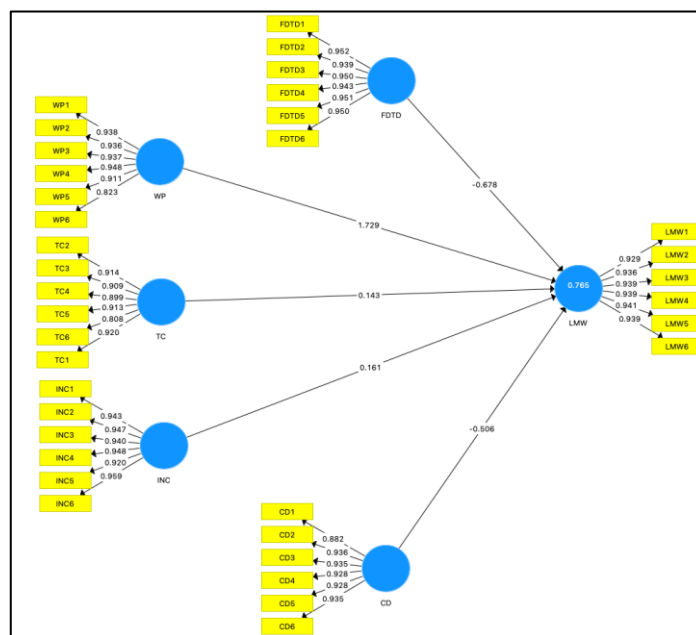 FDTD1
FDTD2
FDTD3
FDTD4
FDTD5
FDTD6
0.952
0.939
0.950
0.943
0.951
0.950
FDTD
WP1
WP2
WP3
WP4
WP5
WP6
0.938
0.936
0.937
0.948
0.911
0.823
WP
-0.678
1.729
TC2
TC3
TC4
TC5
TC6
TC1
0.914
0.909
0.899
0.913
0.808
0.920
TC
0.143
0.765
LMW
0.929
0.936
0.939
0.939
0.941
0.939
LMW1
LMW2
LMW3
LMW4
LMW5
LMW6
INC1
INC2
INC3
INC4
INC5
INC6
0.943
0.947
0.940
0.948
0.920
0.959
INC
0.161
-0.506
CD1
CD2
CD3
CD4
CD5
CD6
0.882
0.936
0.935
0.928
0.928
0.935
CD